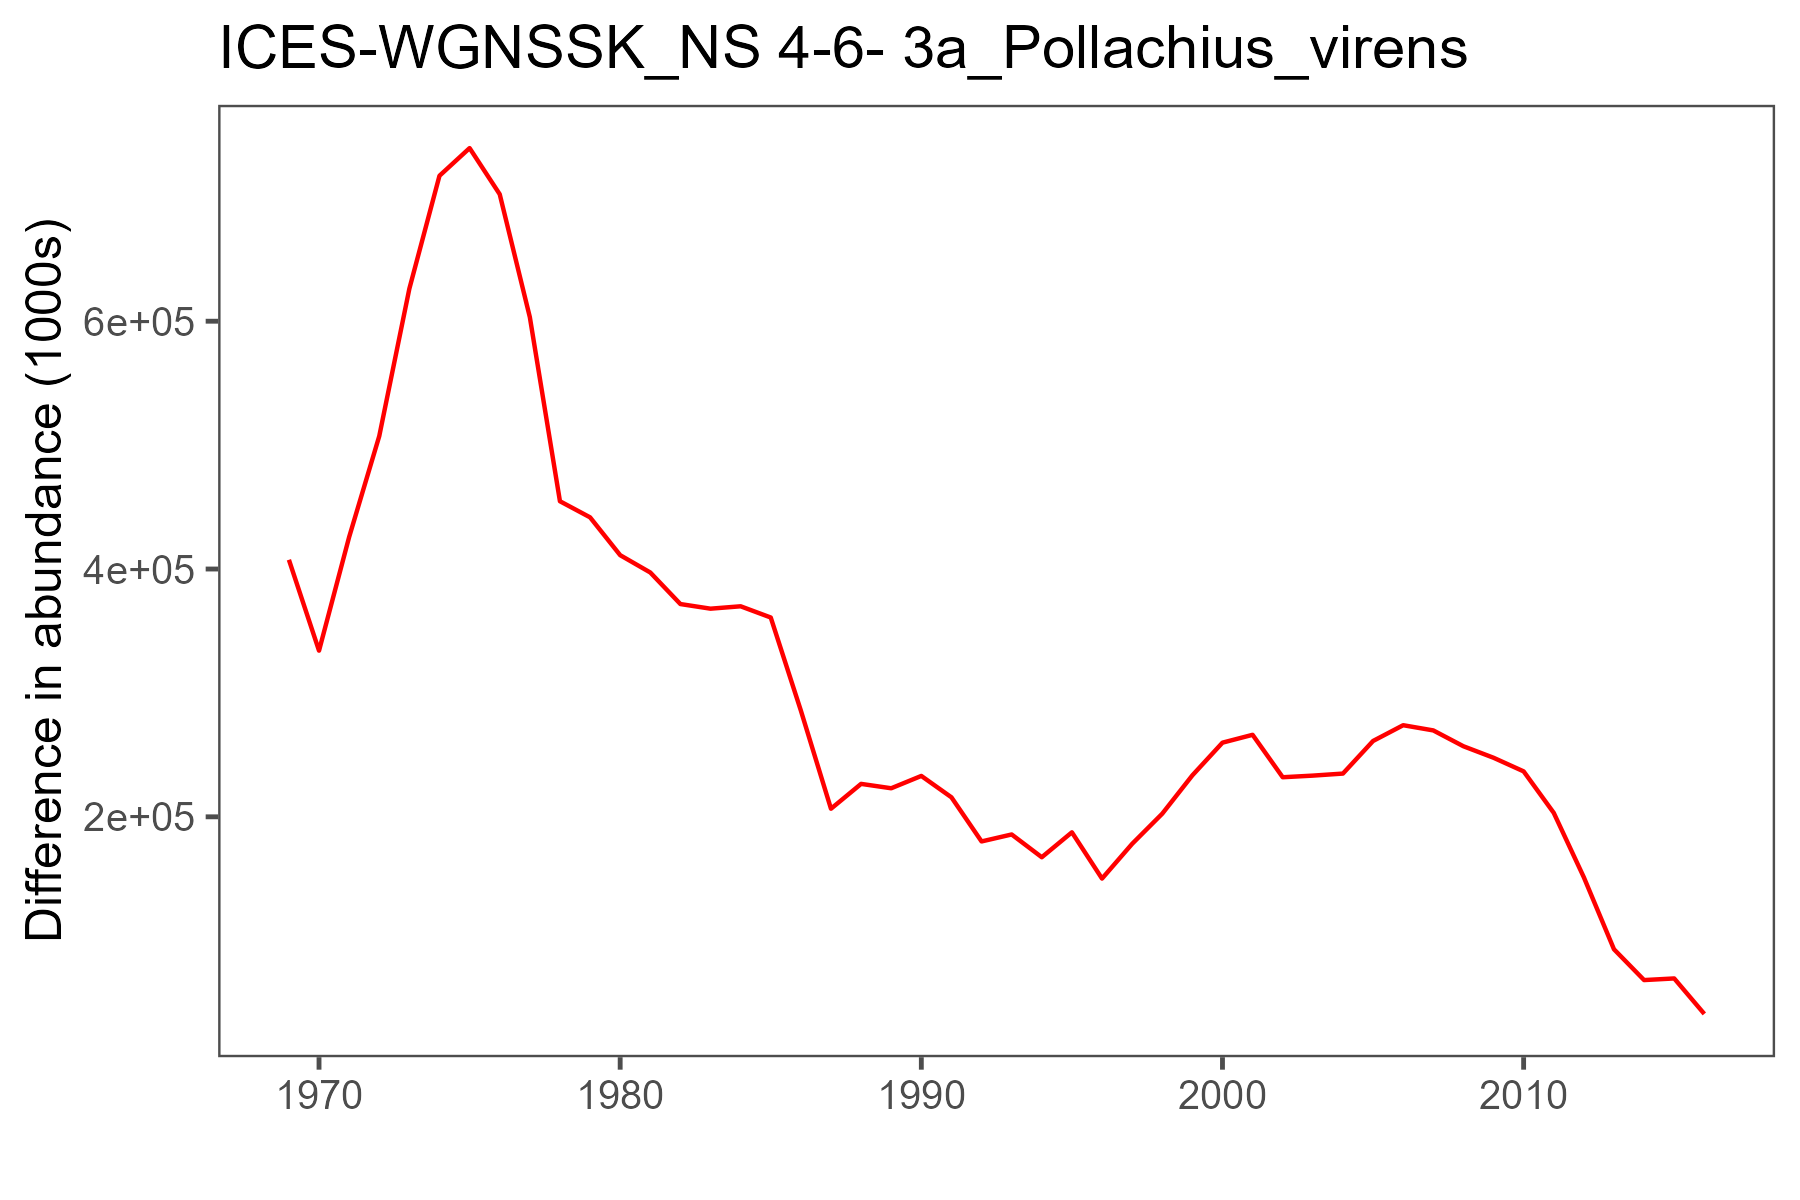 ICES-WGNSSK_NS 4-6- 3a_Pollachius_virens
Difference in abundance (1000s)
6e+05
4e+05
2e+05
1970 1980 1990 2000 2010